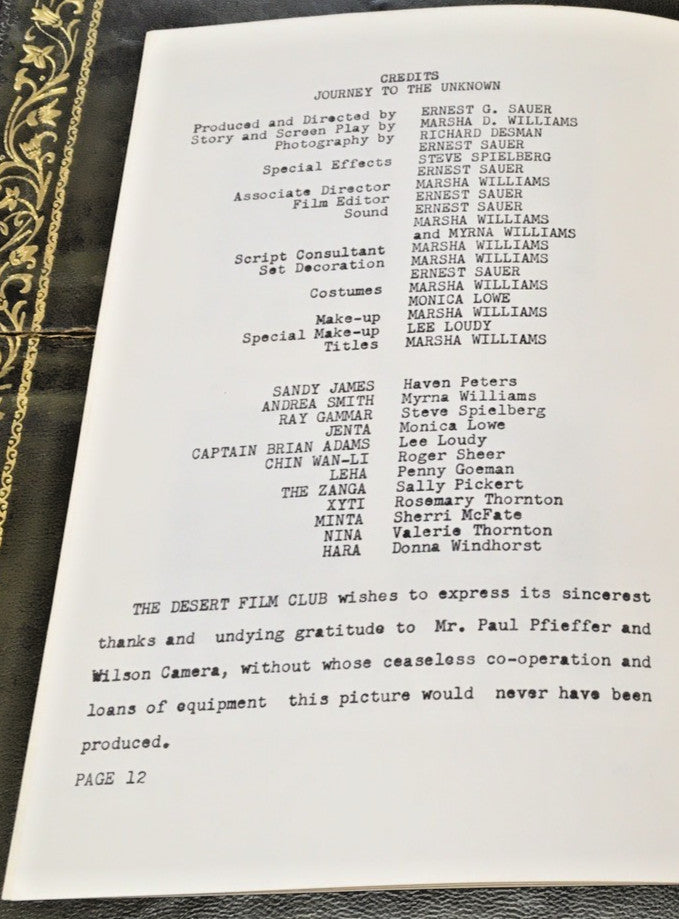 CREDITS
JOURNEY TO THE UNKNOWN
Produced and Directed by ERNEST G. SAUER
Story and Screen Play by MARSHA D. WILLIAMS
Photography by RICHARD DESMAN
ERNEST SAUER
Special Effects STEVE SPIELBERG
ERNEST SAUER
Associate Director MARSHA WILLIAMS
Film Editor ERNEST SAUER
Sound ERNEST SAUER
MARSHA WILLIAMS
and MYRNA WILLIAMS
Script Consultant MARSHA WILLIAMS
Set Decoration MARSHA WILLIAMS
ERNEST SAUER
Costumes MARSHA WILLIAMS
MONICA LOWE
Make-up MARSHA WILLIAMS
Special Make-up LEE LOUDY
Titles MARSHA WILLIAMS
SANDY JAMES Haven Peters
ANDREA SMITH Myrna Williams
RAY GAMMAR Steve Spielberg
JENTA Monica Lowe
CAPTAIN BRIAN ADAMS Lee Loudy
CHIN WAN-LI Roger Sheer
LEHA Penny Goeman
THE ZANGA Sally Pickert
XYTI Rosemary Thornton
MINTA Sherri McFate
NINA Valerie Thornton
HARA Donna Windhorst
THE DESERT FILM CLUB wishes to express its sincerest
thanks and undying gratitude to Mr. Paul Pfieffer and
Wilson Camera, without whose ceaseless co-operation and
loans of equipment this picture would never have been
produced.
PAGE 12